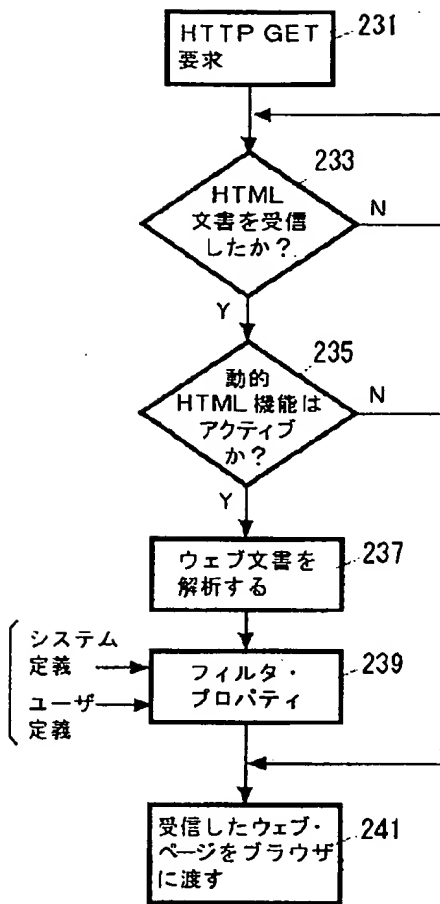 HTTP GET
要求
231
233
HTML
文書を受信
したか？
N
Y
235
動的
HTML 機能は
アクティブ
か？
N
Y
ウェブ文書を
解析する
237
システム
定義
ユーザ
定義
フィルタ・
プロパティ
239
受信したウェブ・
ページをブラウザ
に渡す
241